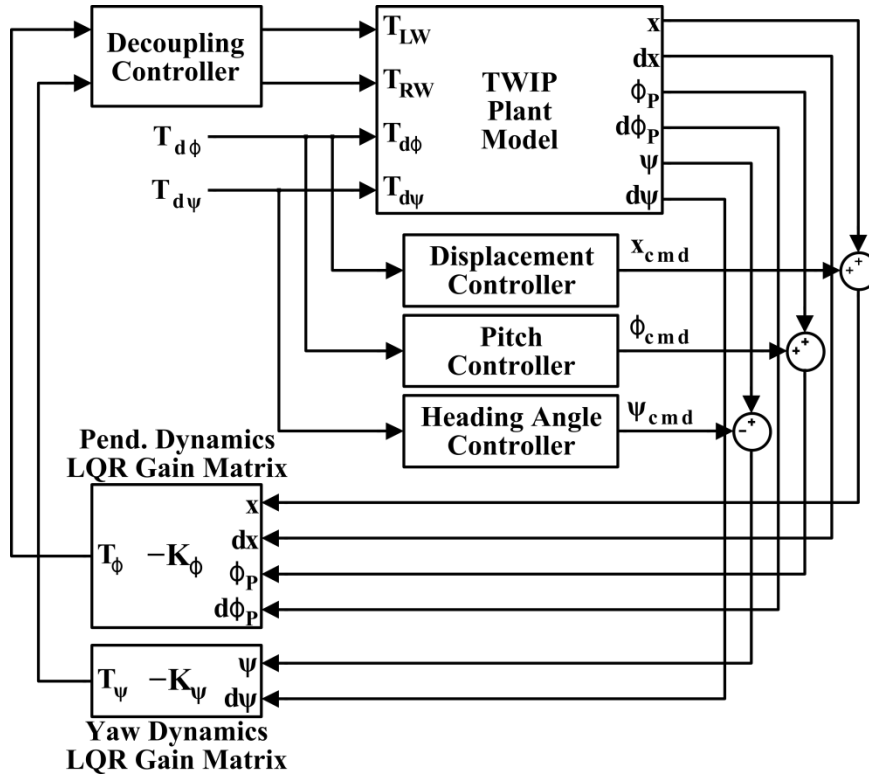 Decoupling
Controller
T_LW
T_RW
T_dϕ
T_dψ
TWIP
Plant
Model
x
dx
ϕ_P
dϕ_P
ψ
dψ
T_dϕ
T_dψ
Displacement
Controller
x_cmd
+ +
Pitch
Controller
ϕ_cmd
+ +
Heading Angle
Controller
ψ_cmd
- +
Pend. Dynamics
LQR Gain Matrix
T_ϕ −K_ϕ
x
dx
ϕ_P
dϕ_P
T_ψ −K_ψ
ψ
dψ
Yaw Dynamics
LQR Gain Matrix